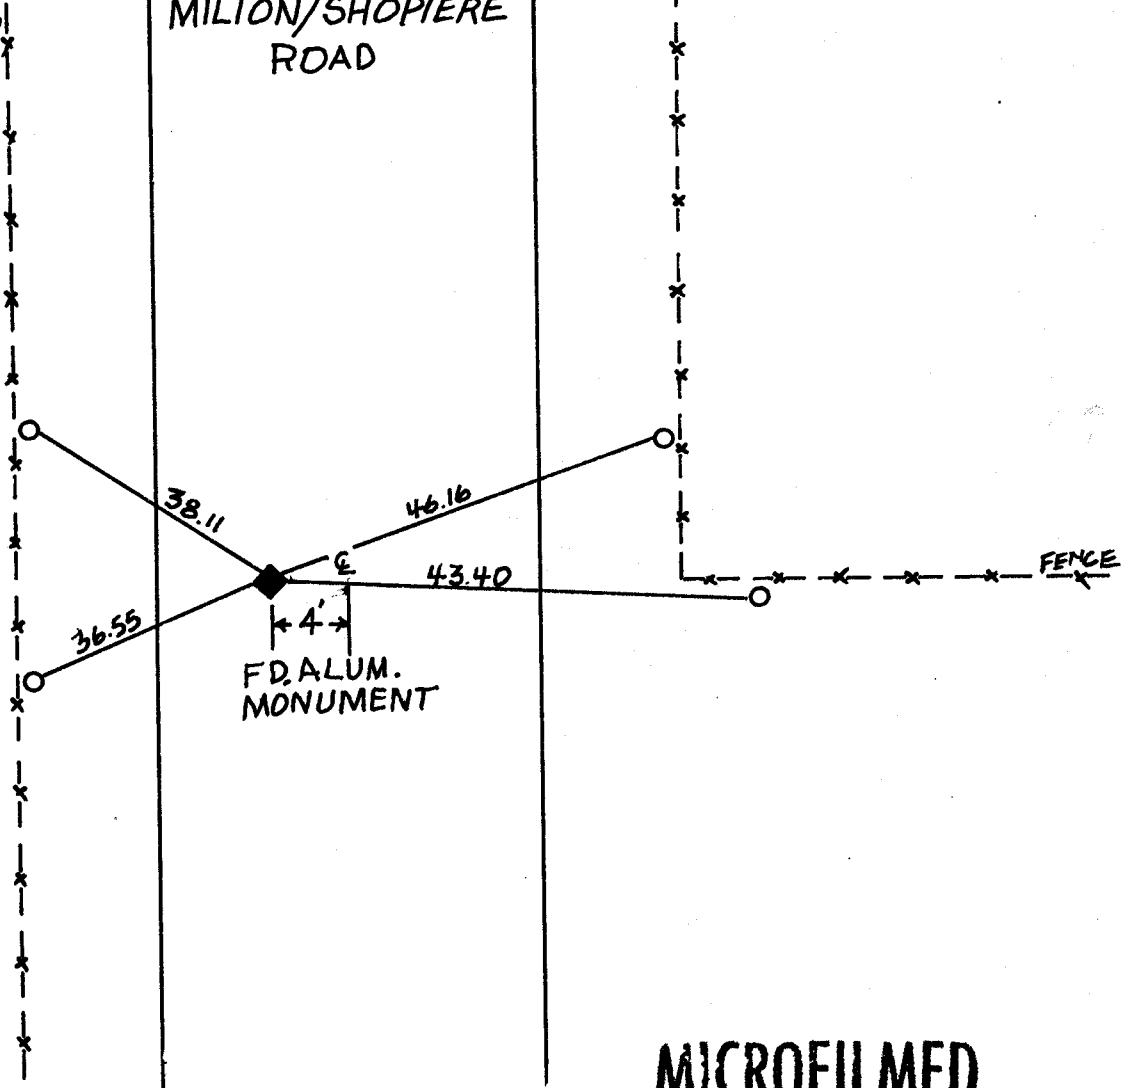 MILTON/SHOPIERE
ROAD
38.11
46.16
℄
43.40
FENCE
4'
36.55
FD. ALUM.
MONUMENT
MICROFILMED